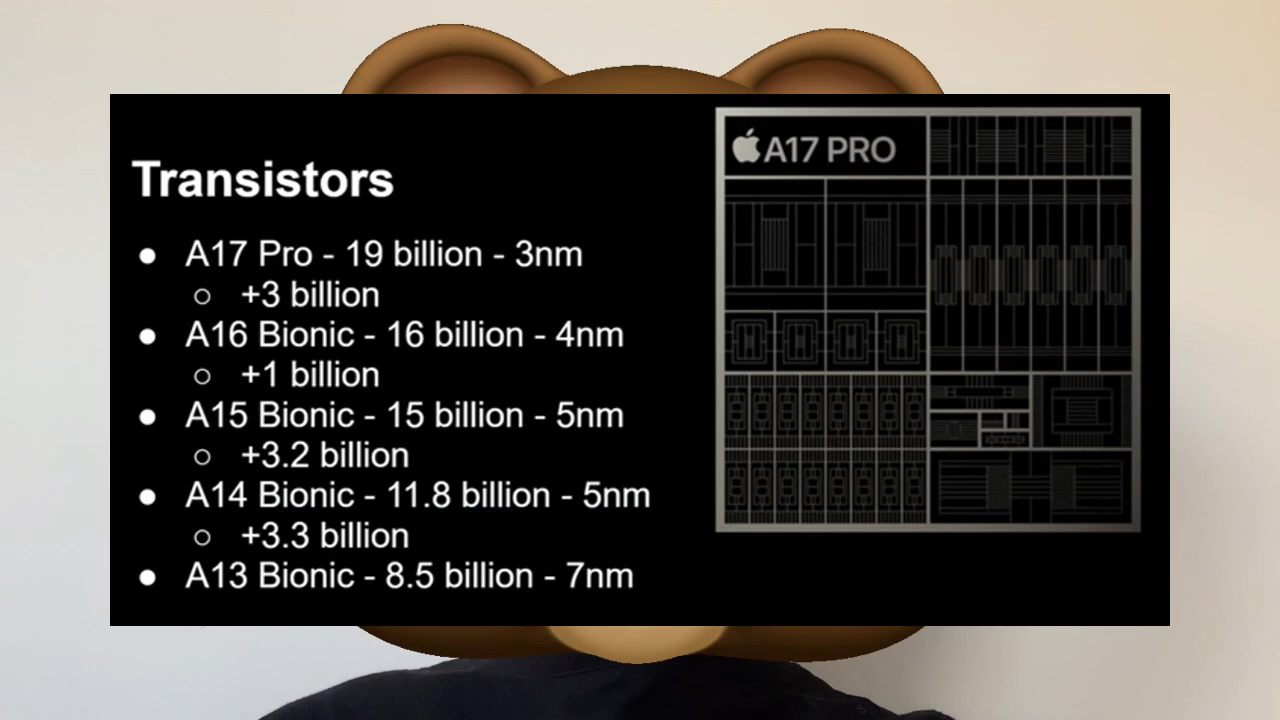 Transistors
● A17 Pro - 19 billion - 3nm
○ +3 billion
● A16 Bionic - 16 billion - 4nm
○ +1 billion
● A15 Bionic - 15 billion - 5nm
○ +3.2 billion
● A14 Bionic - 11.8 billion - 5nm
○ +3.3 billion
● A13 Bionic - 8.5 billion - 7nm
A17 PRO